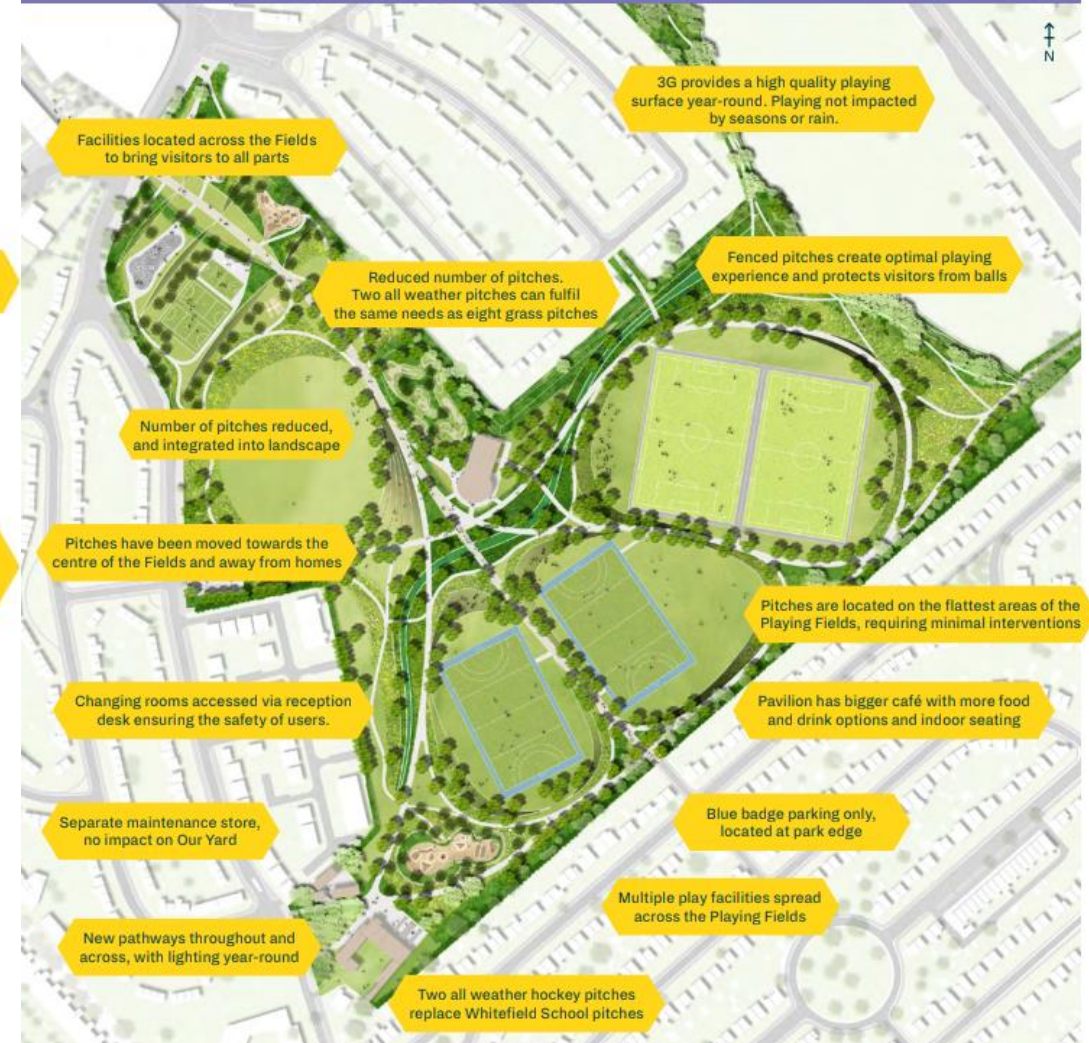 N
3G provides a high quality playing
surface year-round. Playing not impacted
by seasons or rain.
Facilities located across the Fields
to bring visitors to all parts
Fenced pitches create optimal playing
experience and protects visitors from balls
Reduced number of pitches.
Two all weather pitches can fulfil
the same needs as eight grass pitches
Number of pitches reduced,
and integrated into landscape
Pitches have been moved towards the
centre of the Fields and away from homes
Pitches are located on the flattest areas of the
Playing Fields, requiring minimal interventions
Changing rooms accessed via reception
desk ensuring the safety of users.
Pavilion has bigger café with more food
and drink options and indoor seating
Separate maintenance store,
no impact on Our Yard
Blue badge parking only,
located at park edge
Multiple play facilities spread
across the Playing Fields
New pathways throughout and
across, with lighting year-round
Two all weather hockey pitches
replace Whitefield School pitches